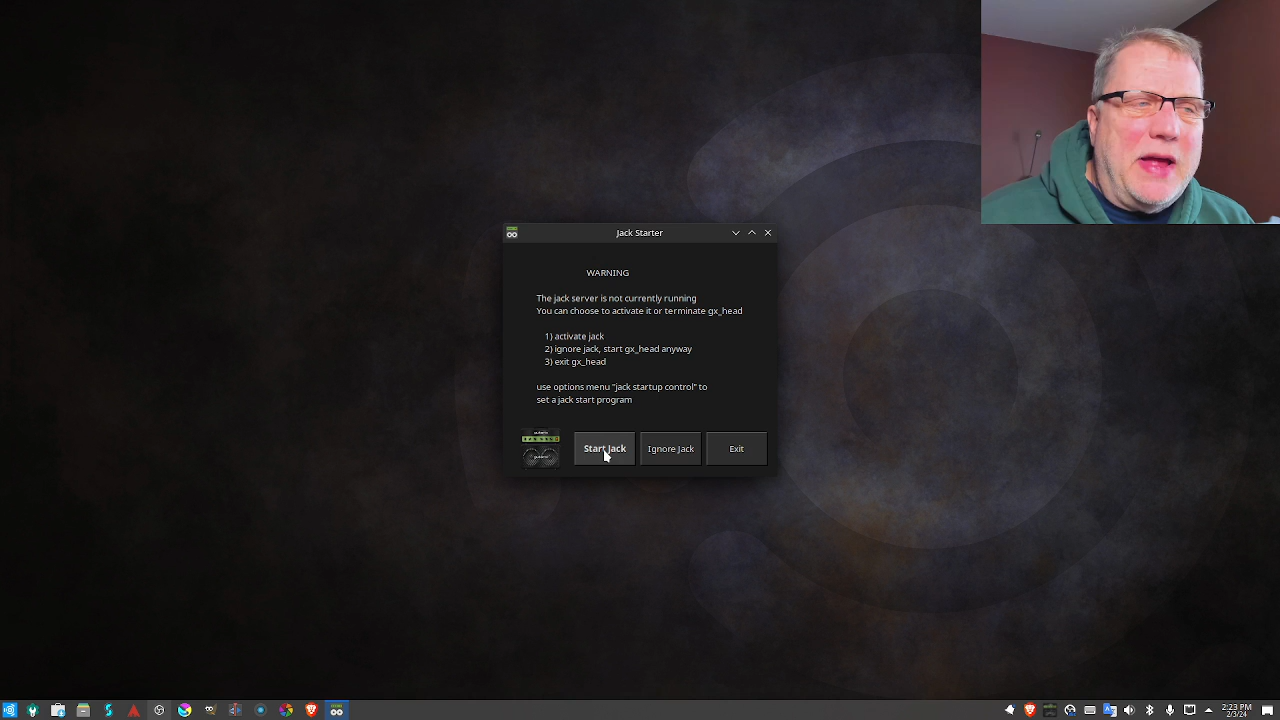 Jack Starter
WARNING
The jack server is not currently running
You can choose to activate it or terminate gx_head
1) activate jack
2) ignore jack, start gx_head anyway
3) exit gx_head
use options menu "jack startup control" to
set a jack start program
Start Jack
Ignore Jack
Exit
2:23 PM
2/3/24